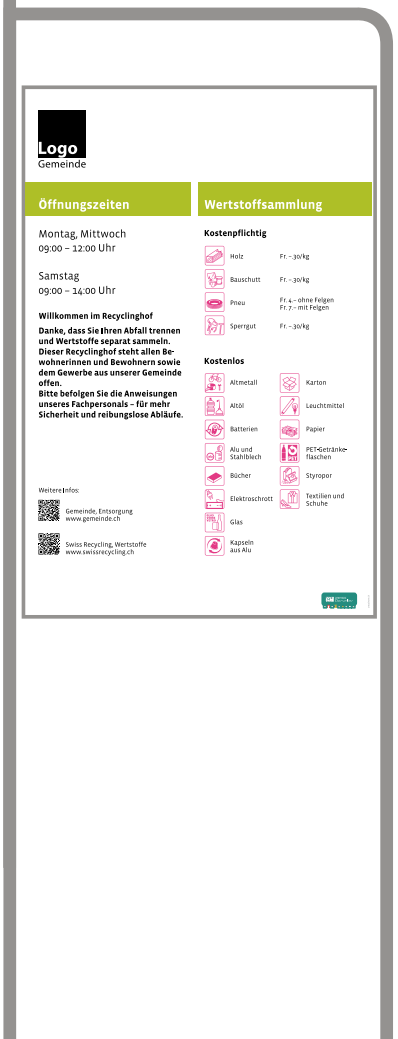 Logo
Gemeinde
Öffnungszeiten
Montag, Mittwoch
09:00 – 12:00 Uhr
Samstag
09:00 – 14:00 Uhr
Willkommen im Recyclinghof
Danke, dass Sie Ihren Abfall trennen
und Wertstoffe separat sammeln.
Dieser Recyclinghof steht allen Be-
wohnerinnen und Bewohnern sowie
dem Gewerbe aus unserer Gemeinde
offen.
Bitte befolgen Sie die Anweisungen
unseres Fachpersonals – für mehr
Sicherheit und reibungslose Abläufe.
Weitere Infos:
Gemeinde, Entsorgung
www.gemeinde.ch
Swiss Recycling, Wertstoffe
www.swissrecycling.ch
Wertstoffsammlung
Kostenpflichtig
Holz Fr. –.30/kg
Bauschutt Fr. –.30/kg
Pneu Fr. 4.– ohne Felgen
Fr. 7.– mit Felgen
Sperrgut Fr. –.30/kg
Kostenlos
Altmetall
Altöl
Batterien
Alu und
Stahlblech
Bücher
Elektroschrott
Glas
Kapseln
aus Alu
Karton
Leuchtmittel
Papier
PET-Getränke-
flaschen
Styropor
Textilien und
Schuhe